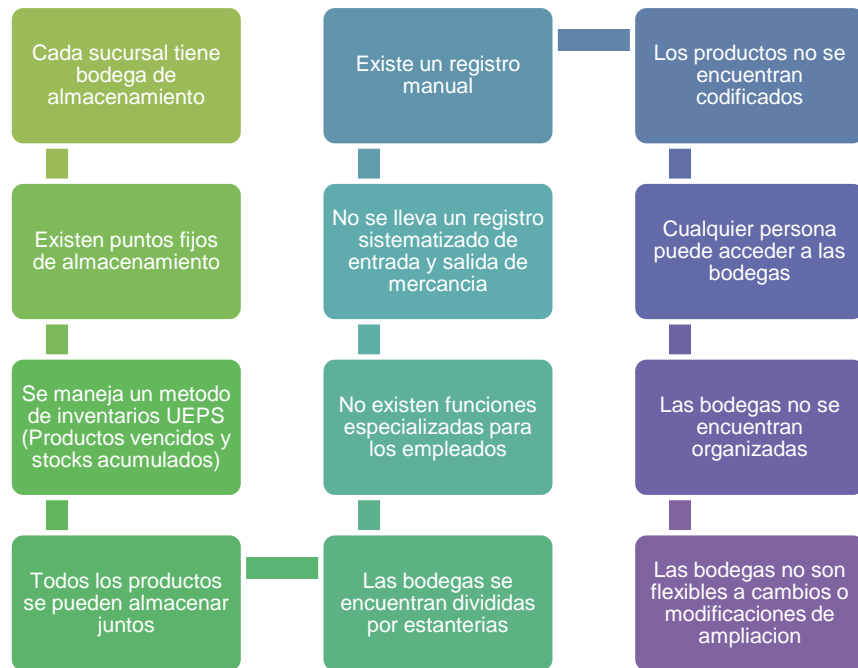 Cada sucursal tiene
bodega de
almacenamiento
Existen puntos fijos
de almacenamiento
Se maneja un metodo
de inventarios UEPS
(Productos vencidos y
stocks acumulados)
Todos los productos
se pueden almacenar
juntos
Las bodegas se
encuentran divididas
por estanterias
No existen funciones
especializadas para
los empleados
No se lleva un registro
sistematizado de
entrada y salida de
mercancia
Existe un registro
manual
Los productos no se
encuentran
codificados
Cualquier persona
puede acceder a las
bodegas
Las bodegas no se
encuentran
organizadas
Las bodegas no son
flexibles a cambios o
modificaciones de
ampliacion